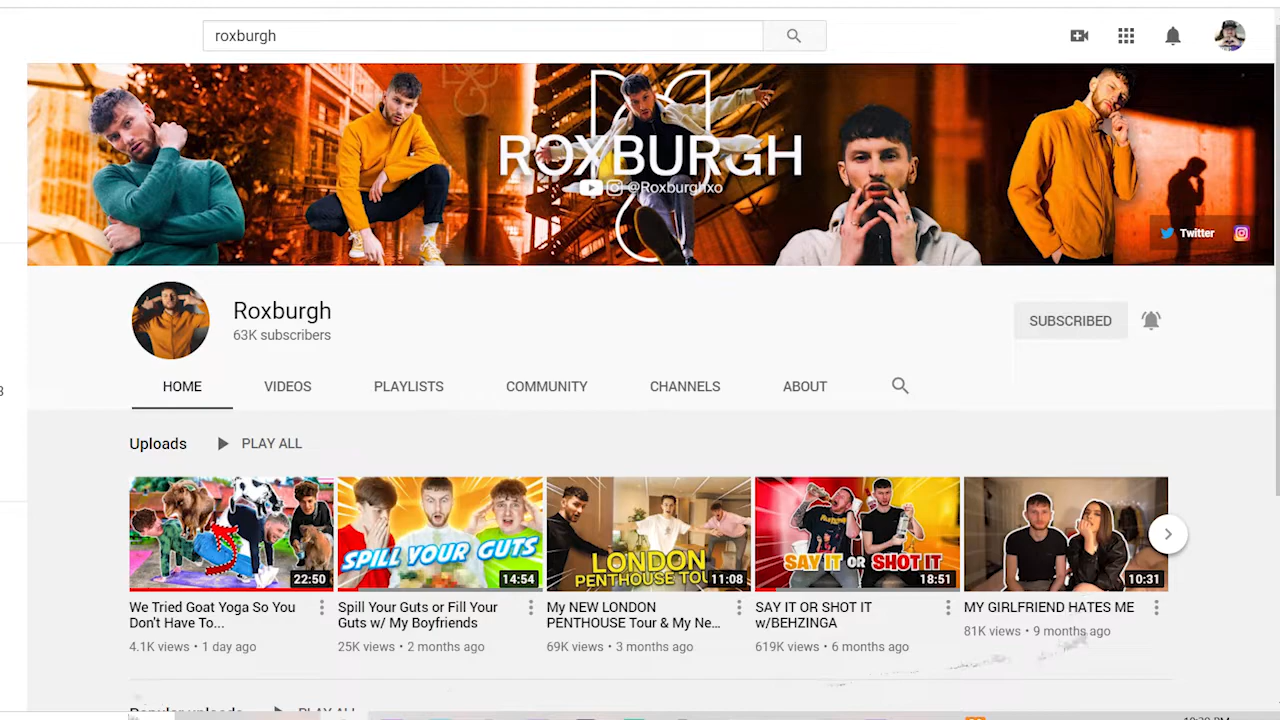 roxburgh
ROXBURGH
@Roxburghxo
Twitter
Roxburgh
63K subscribers
SUBSCRIBED
HOME VIDEOS PLAYLISTS COMMUNITY CHANNELS ABOUT
Uploads PLAY ALL
22:50
SPILL YOUR GUTS
14:54
LONDON
PENTHOUSE TOU
11:08
SAY IT OR SHOT IT
18:51
10:31
We Tried Goat Yoga So You
Don't Have To...
4.1K views • 1 day ago
Spill Your Guts or Fill Your
Guts w/ My Boyfriends
25K views • 2 months ago
My NEW LONDON
PENTHOUSE Tour & My Ne...
69K views • 3 months ago
SAY IT OR SHOT IT
w/BEHZINGA
619K views • 6 months ago
MY GIRLFRIEND HATES ME
81K views • 9 months ago
Popular uploads PLAY ALL